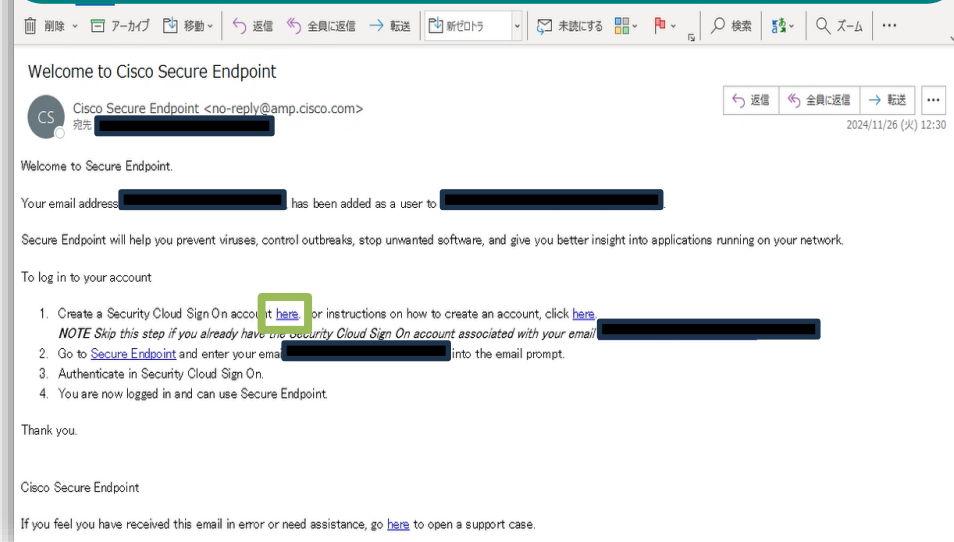 削除 アーカイブ 移動 返信 全員に返信 転送 新ゼロトラ 未読にする 検索 ズーム ...
Welcome to Cisco Secure Endpoint
CS
Cisco Secure Endpoint <no-reply@amp.cisco.com>
宛先
返信 全員に返信 転送 ...
2024/11/26 (火) 12:30
Welcome to Secure Endpoint.
Your email address has been added as a user to
Secure Endpoint will help you prevent viruses, control outbreaks, stop unwanted software, and give you better insight into applications running on your network.
To log in to your account
1. Create a Security Cloud Sign On account here. or instructions on how to create an account, click here.
NOTE Skip this step if you already have the Security Cloud Sign On account associated with your email
2. Go to Secure Endpoint and enter your emai into the email prompt.
3. Authenticate in Security Cloud Sign On.
4. You are now logged in and can use Secure Endpoint.
Thank you.
Cisco Secure Endpoint
If you feel you have received this email in error or need assistance, go here to open a support case.